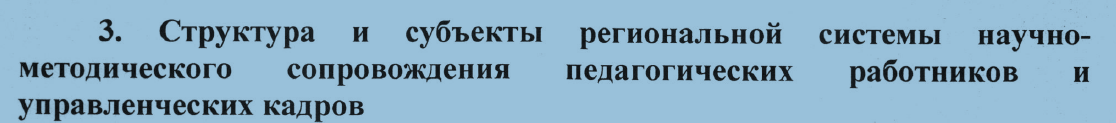 3. Структура и субъекты региональной системы научно-
методического сопровождения педагогических работников и
управленческих кадров